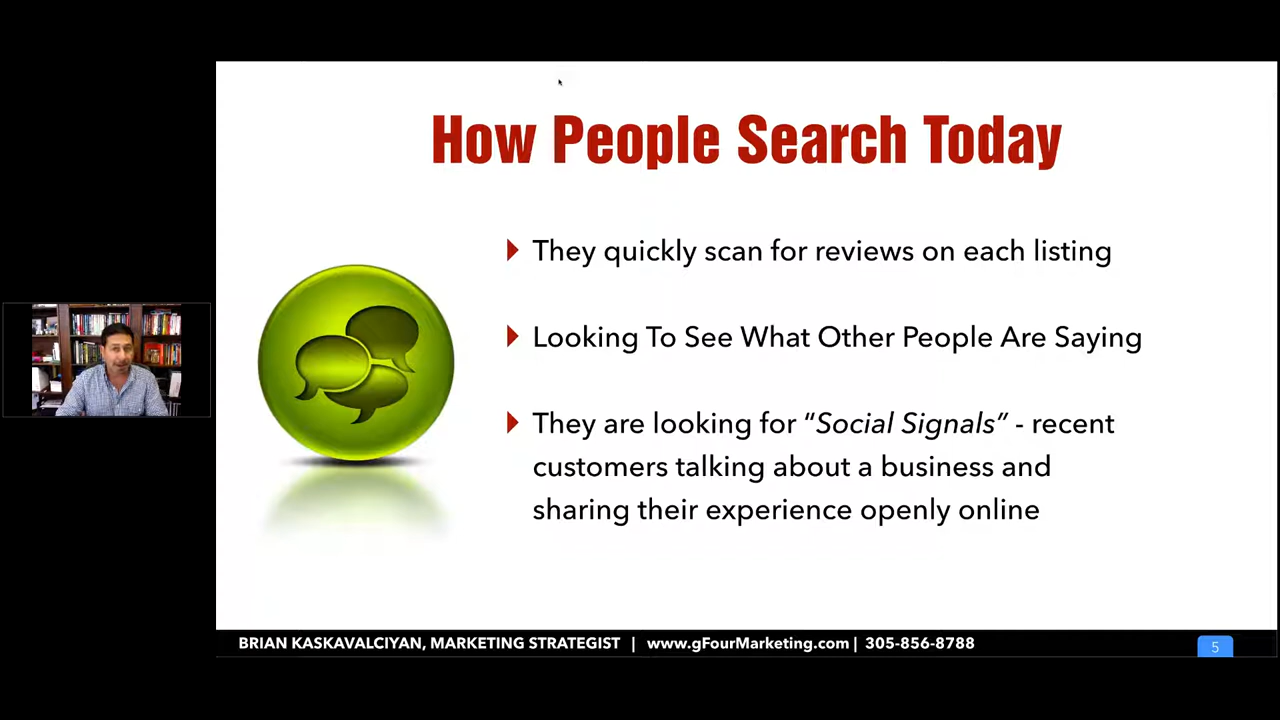 How People Search Today
They quickly scan for reviews on each listing
Looking To See What Other People Are Saying
They are looking for “Social Signals” - recent
customers talking about a business and
sharing their experience openly online
BRIAN KASKAVALCIYAN, MARKETING STRATEGIST | www.gFourMarketing.com | 305-856-8788
5